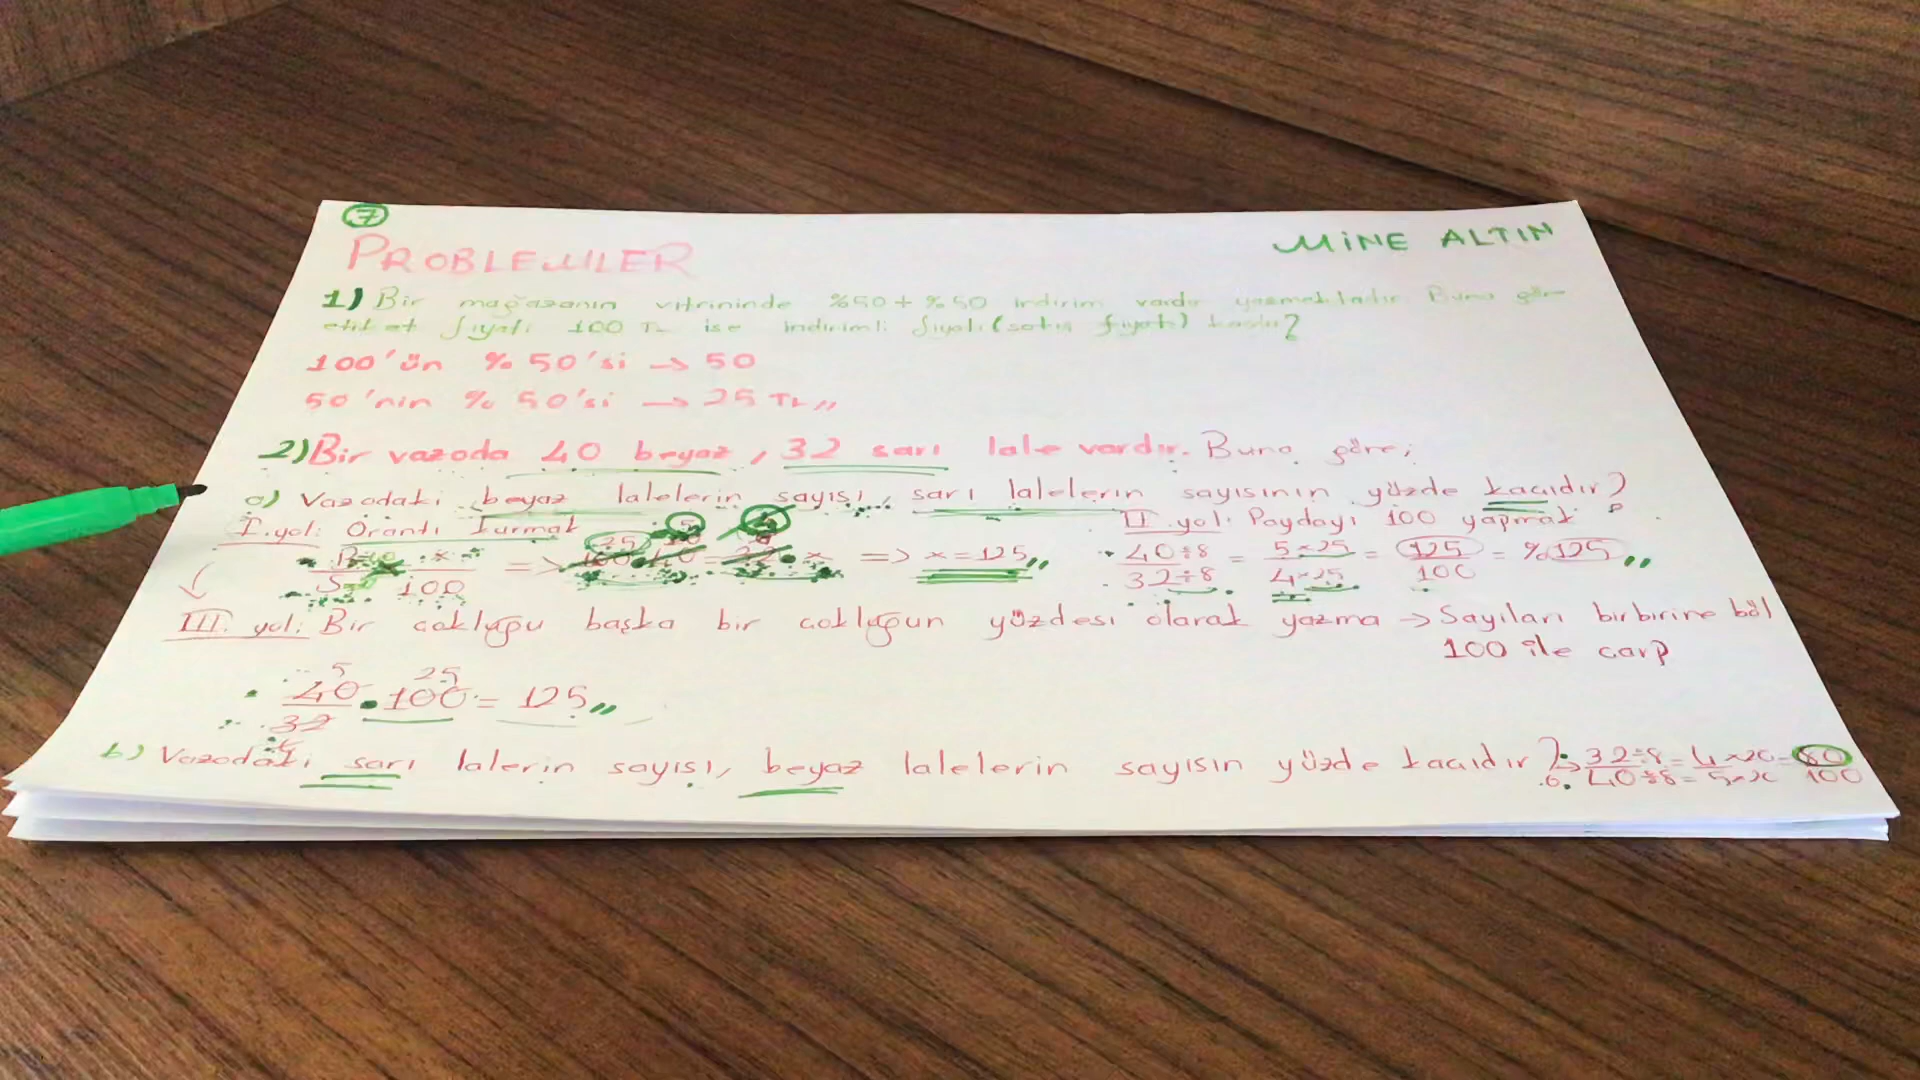 7
PROBLEMLER
MİNE ALTIN
1) Bir mağazanın vitrininde %50 + %50 indirim vardır yazmaktadır. Buna göre
etiket fiyatı 100 TL ise indirimli fiyatı (satış fiyatı) kaçtır?
100'ün % 50'si → 50
50'nin % 50'si → 25 TL,,
2) Bir vazoda 40 beyaz, 32 sarı lale vardır. Buna göre;
a) Vazodaki beyaz lalelerin sayısı, sarı lalelerin sayısının yüzde kaçıdır?
I. yol: Orantı kurmak
x / 100 => x => x = 125,,
II. yol: Paydayı 100 yapmak
40÷8 / 32÷8 = 5×25 / 4×25 = 125 / 100 = %125,,
III. yol: Bir çokluğu başka bir çokluğun yüzdesi olarak yazma → Sayıları birbirine böl
100 ile çarp
40 / 32 . 100 = 125,,
b) Vazodaki sarı lalerin sayısı, beyaz lalelerin sayısın yüzde kaçıdır? → 32÷8 / 40÷8 = 4×20 / 5×20 = 80 / 100